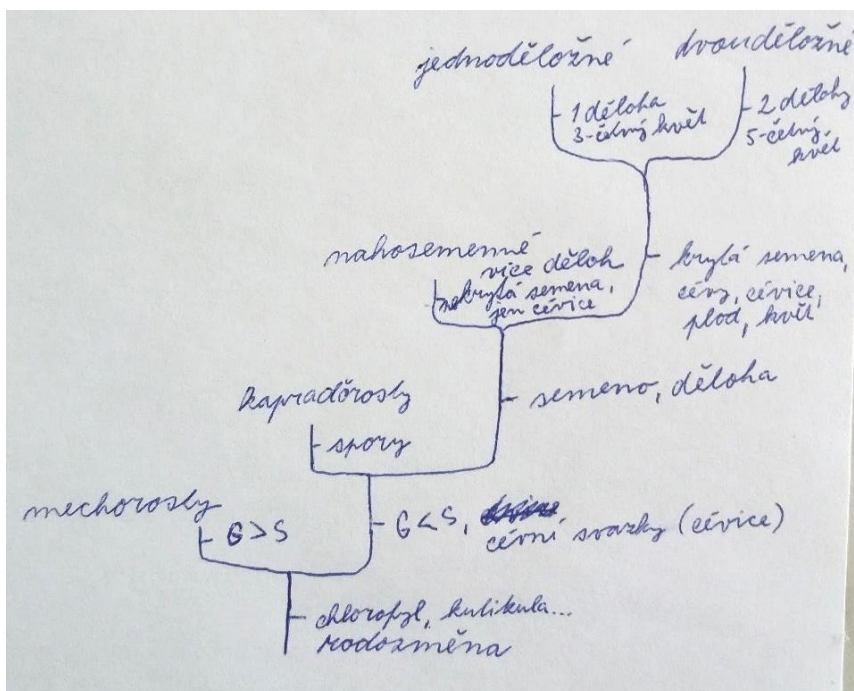 jednoděložné
dvouděložné
- 1 děloha
3-četný květ
- 2 dělohy
5-četný
květ
nahosemenné
více děloh
nekrytá semena,
jen cévice
- krytá semena,
cévy, cévice,
plod, květ
kapraďorosty
- spory
- semeno, děloha
mechorosty
- G>S
- G<S,
cévní svazky (cévice)
- chlorofyl, kutikula...
rodozměna